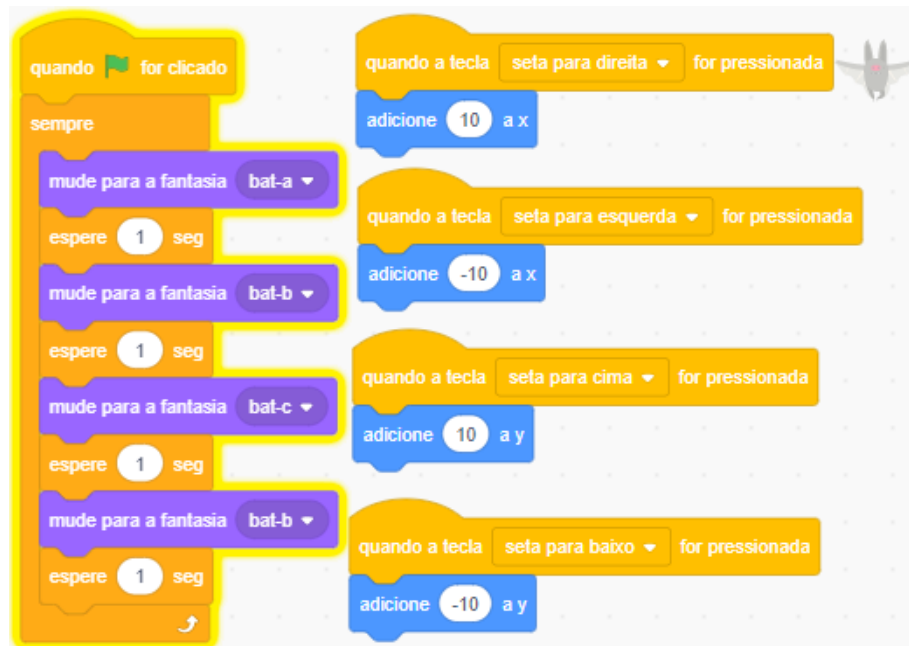 quando for clicado
sempre
mude para a fantasia bat-a
espere 1 seg
mude para a fantasia bat-b
espere 1 seg
mude para a fantasia bat-c
espere 1 seg
mude para a fantasia bat-b
espere 1 seg
quando a tecla seta para direita for pressionada
adicione 10 a x
quando a tecla seta para esquerda for pressionada
adicione -10 a x
quando a tecla seta para cima for pressionada
adicione 10 a y
quando a tecla seta para baixo for pressionada
adicione -10 a y